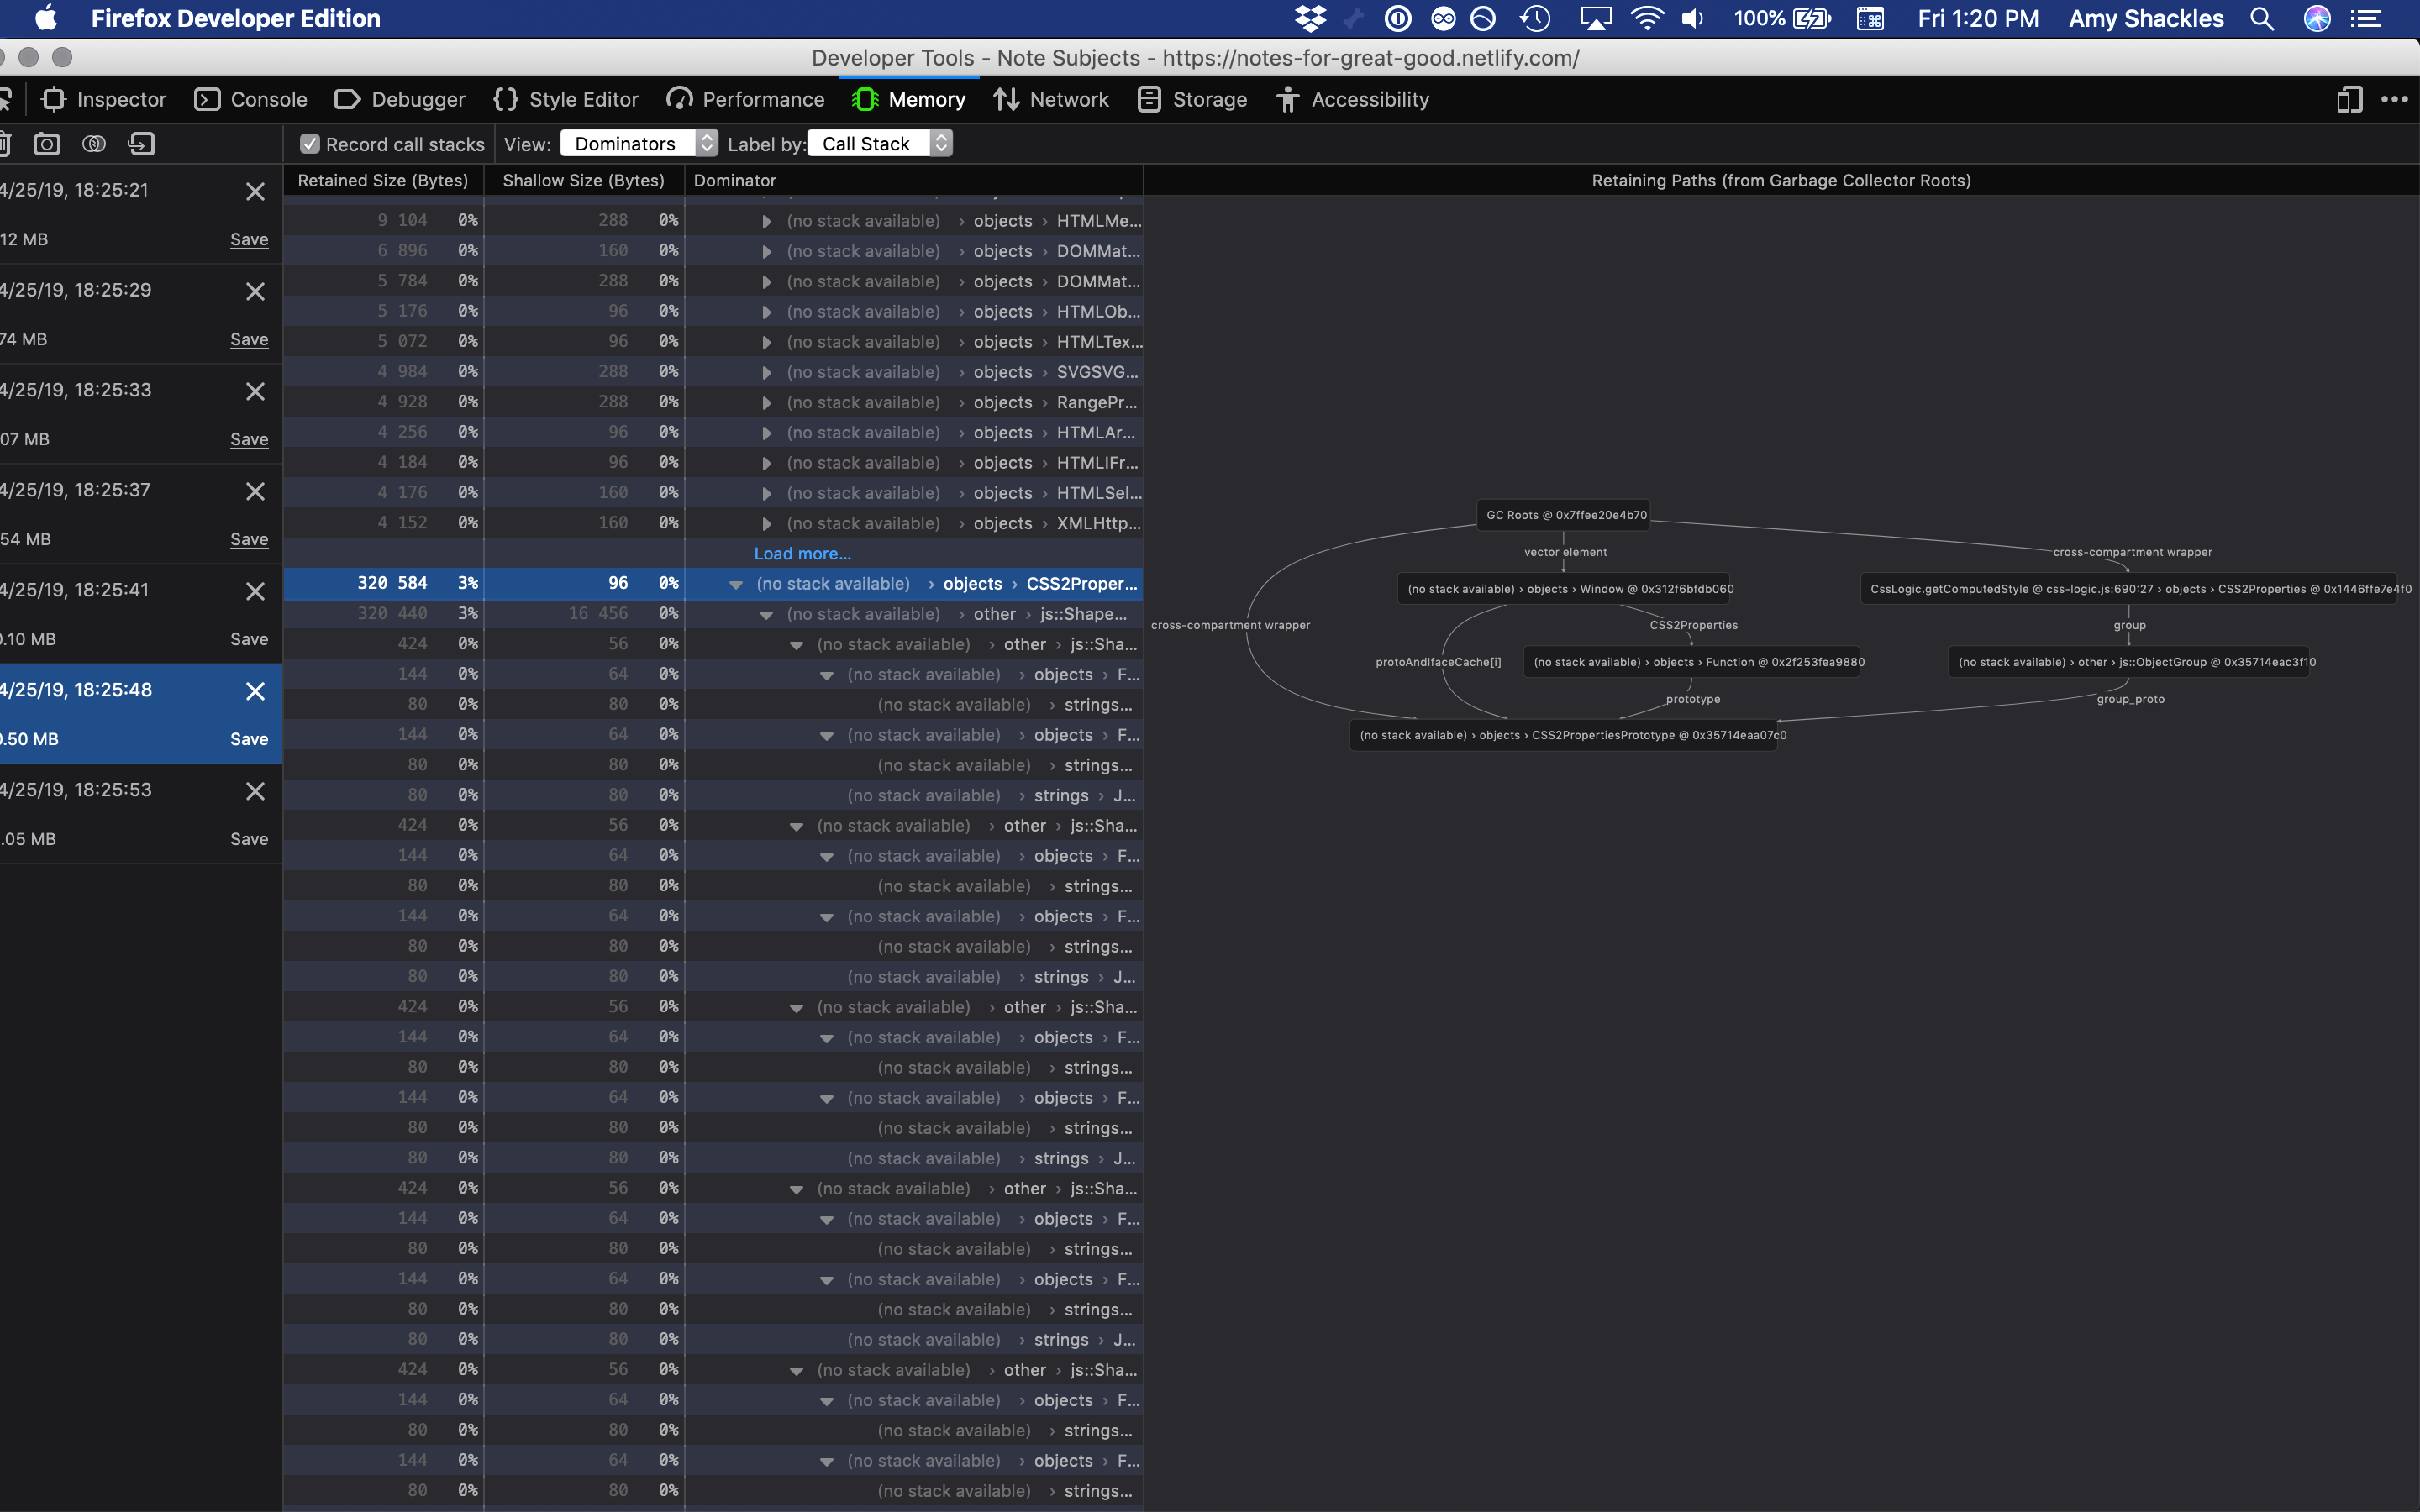 Firefox Developer Edition 100% Fri 1:20 PM Amy Shackles
Developer Tools - Note Subjects - https://notes-for-great-good.netlify.com/
Inspector Console Debugger Style Editor Performance Memory Network Storage Accessibility
Record call stacks View: Dominators Label by: Call Stack
Retained Size (Bytes) Shallow Size (Bytes) Dominator Retaining Paths (from Garbage Collector Roots)
4/25/19, 18:25:21
12 MB Save
4/25/19, 18:25:29
74 MB Save
4/25/19, 18:25:33
07 MB Save
4/25/19, 18:25:37
54 MB Save
4/25/19, 18:25:41
0.10 MB Save
4/25/19, 18:25:48
0.50 MB Save
4/25/19, 18:25:53
.05 MB Save
9 104 0% 288 0% (no stack available) › objects › HTMLMe...
6 896 0% 160 0% (no stack available) › objects › DOMMat...
5 784 0% 288 0% (no stack available) › objects › DOMMat...
5 176 0% 96 0% (no stack available) › objects › HTMLOb...
5 072 0% 96 0% (no stack available) › objects › HTMLTex...
4 984 0% 288 0% (no stack available) › objects › SVGSVG...
4 928 0% 288 0% (no stack available) › objects › RangePr...
4 256 0% 96 0% (no stack available) › objects › HTMLAr...
4 184 0% 96 0% (no stack available) › objects › HTMLIFr...
4 176 0% 160 0% (no stack available) › objects › HTMLSel...
4 152 0% 160 0% (no stack available) › objects › XMLHttp...
Load more...
320 584 3% 96 0% (no stack available) › objects › CSS2Proper...
320 440 3% 16 456 0% (no stack available) › other › js::Shape...
424 0% 56 0% (no stack available) › other › js::Sha...
144 0% 64 0% (no stack available) › objects › F...
80 0% 80 0% (no stack available) › strings...
144 0% 64 0% (no stack available) › objects › F...
80 0% 80 0% (no stack available) › strings...
80 0% 80 0% (no stack available) › strings › J...
424 0% 56 0% (no stack available) › other › js::Sha...
144 0% 64 0% (no stack available) › objects › F...
80 0% 80 0% (no stack available) › strings...
144 0% 64 0% (no stack available) › objects › F...
80 0% 80 0% (no stack available) › strings...
80 0% 80 0% (no stack available) › strings › J...
424 0% 56 0% (no stack available) › other › js::Sha...
144 0% 64 0% (no stack available) › objects › F...
80 0% 80 0% (no stack available) › strings...
144 0% 64 0% (no stack available) › objects › F...
80 0% 80 0% (no stack available) › strings...
80 0% 80 0% (no stack available) › strings › J...
424 0% 56 0% (no stack available) › other › js::Sha...
144 0% 64 0% (no stack available) › objects › F...
80 0% 80 0% (no stack available) › strings...
144 0% 64 0% (no stack available) › objects › F...
80 0% 80 0% (no stack available) › strings...
80 0% 80 0% (no stack available) › strings › J...
424 0% 56 0% (no stack available) › other › js::Sha...
144 0% 64 0% (no stack available) › objects › F...
80 0% 80 0% (no stack available) › strings...
144 0% 64 0% (no stack available) › objects › F...
80 0% 80 0% (no stack available) › strings...
GC Roots @ 0x7ffee20e4b70
vector element cross-compartment wrapper
(no stack available) › objects › Window @ 0x312f6bfdb060 CssLogic.getComputedStyle @ css-logic.js:690:27 › objects › CSS2Properties @ 0x1446ffe7e4f0
cross-compartment wrapper CSS2Properties group
protoAndIfaceCache[i] (no stack available) › objects › Function @ 0x2f253fea9880 (no stack available) › other › js::ObjectGroup @ 0x35714eac3f10
prototype group_proto
(no stack available) › objects › CSS2PropertiesPrototype @ 0x35714eaa07c0